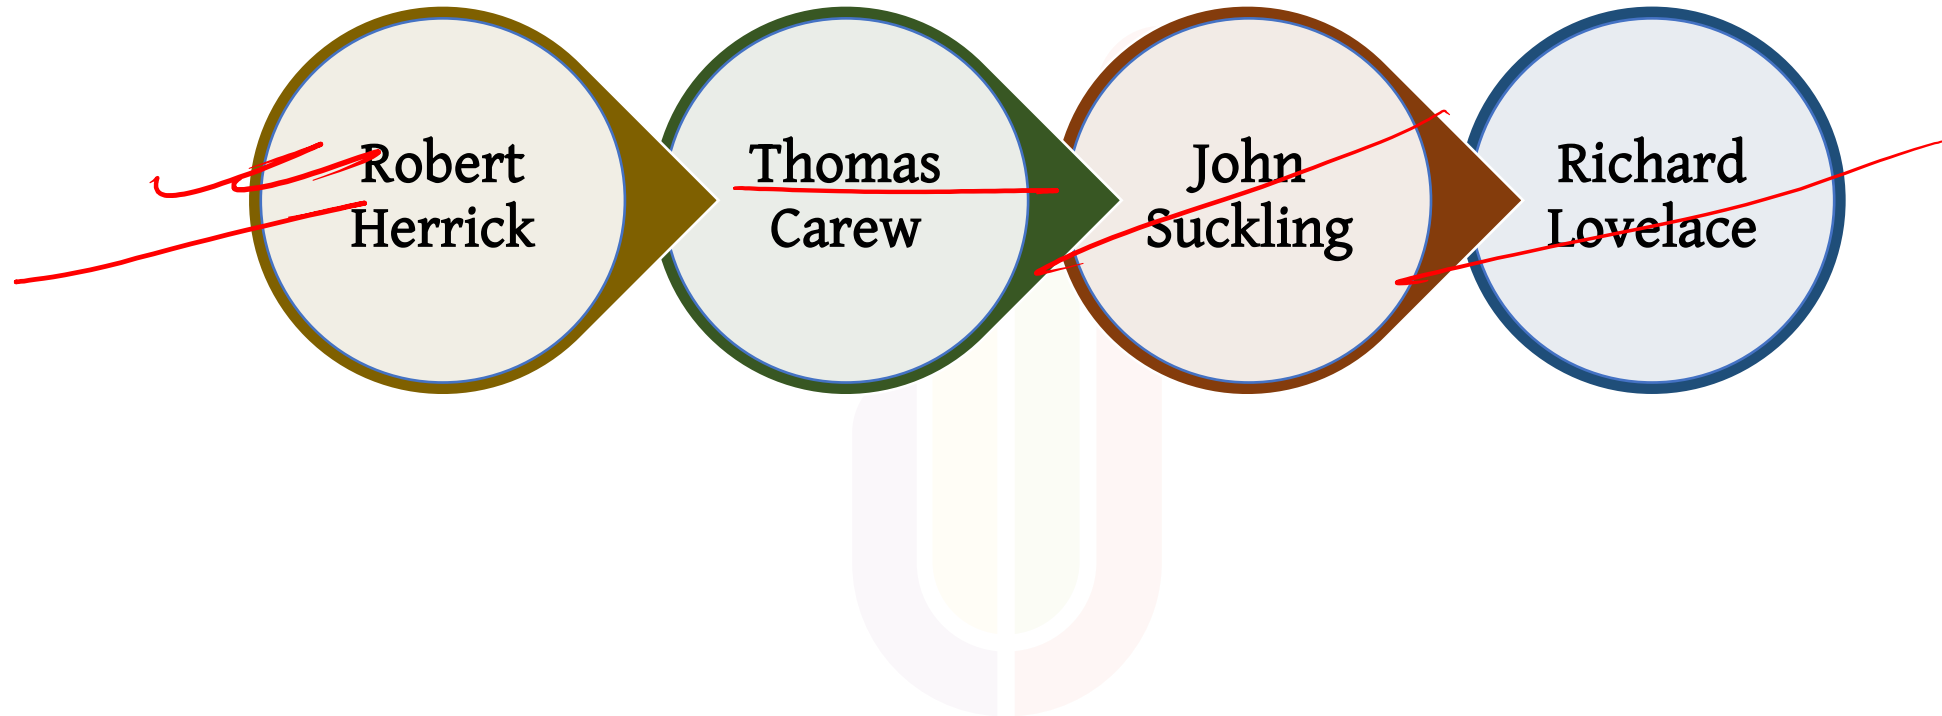 Robert
Herrick
Thomas
Carew
John
Suckling
Richard
Lovelace